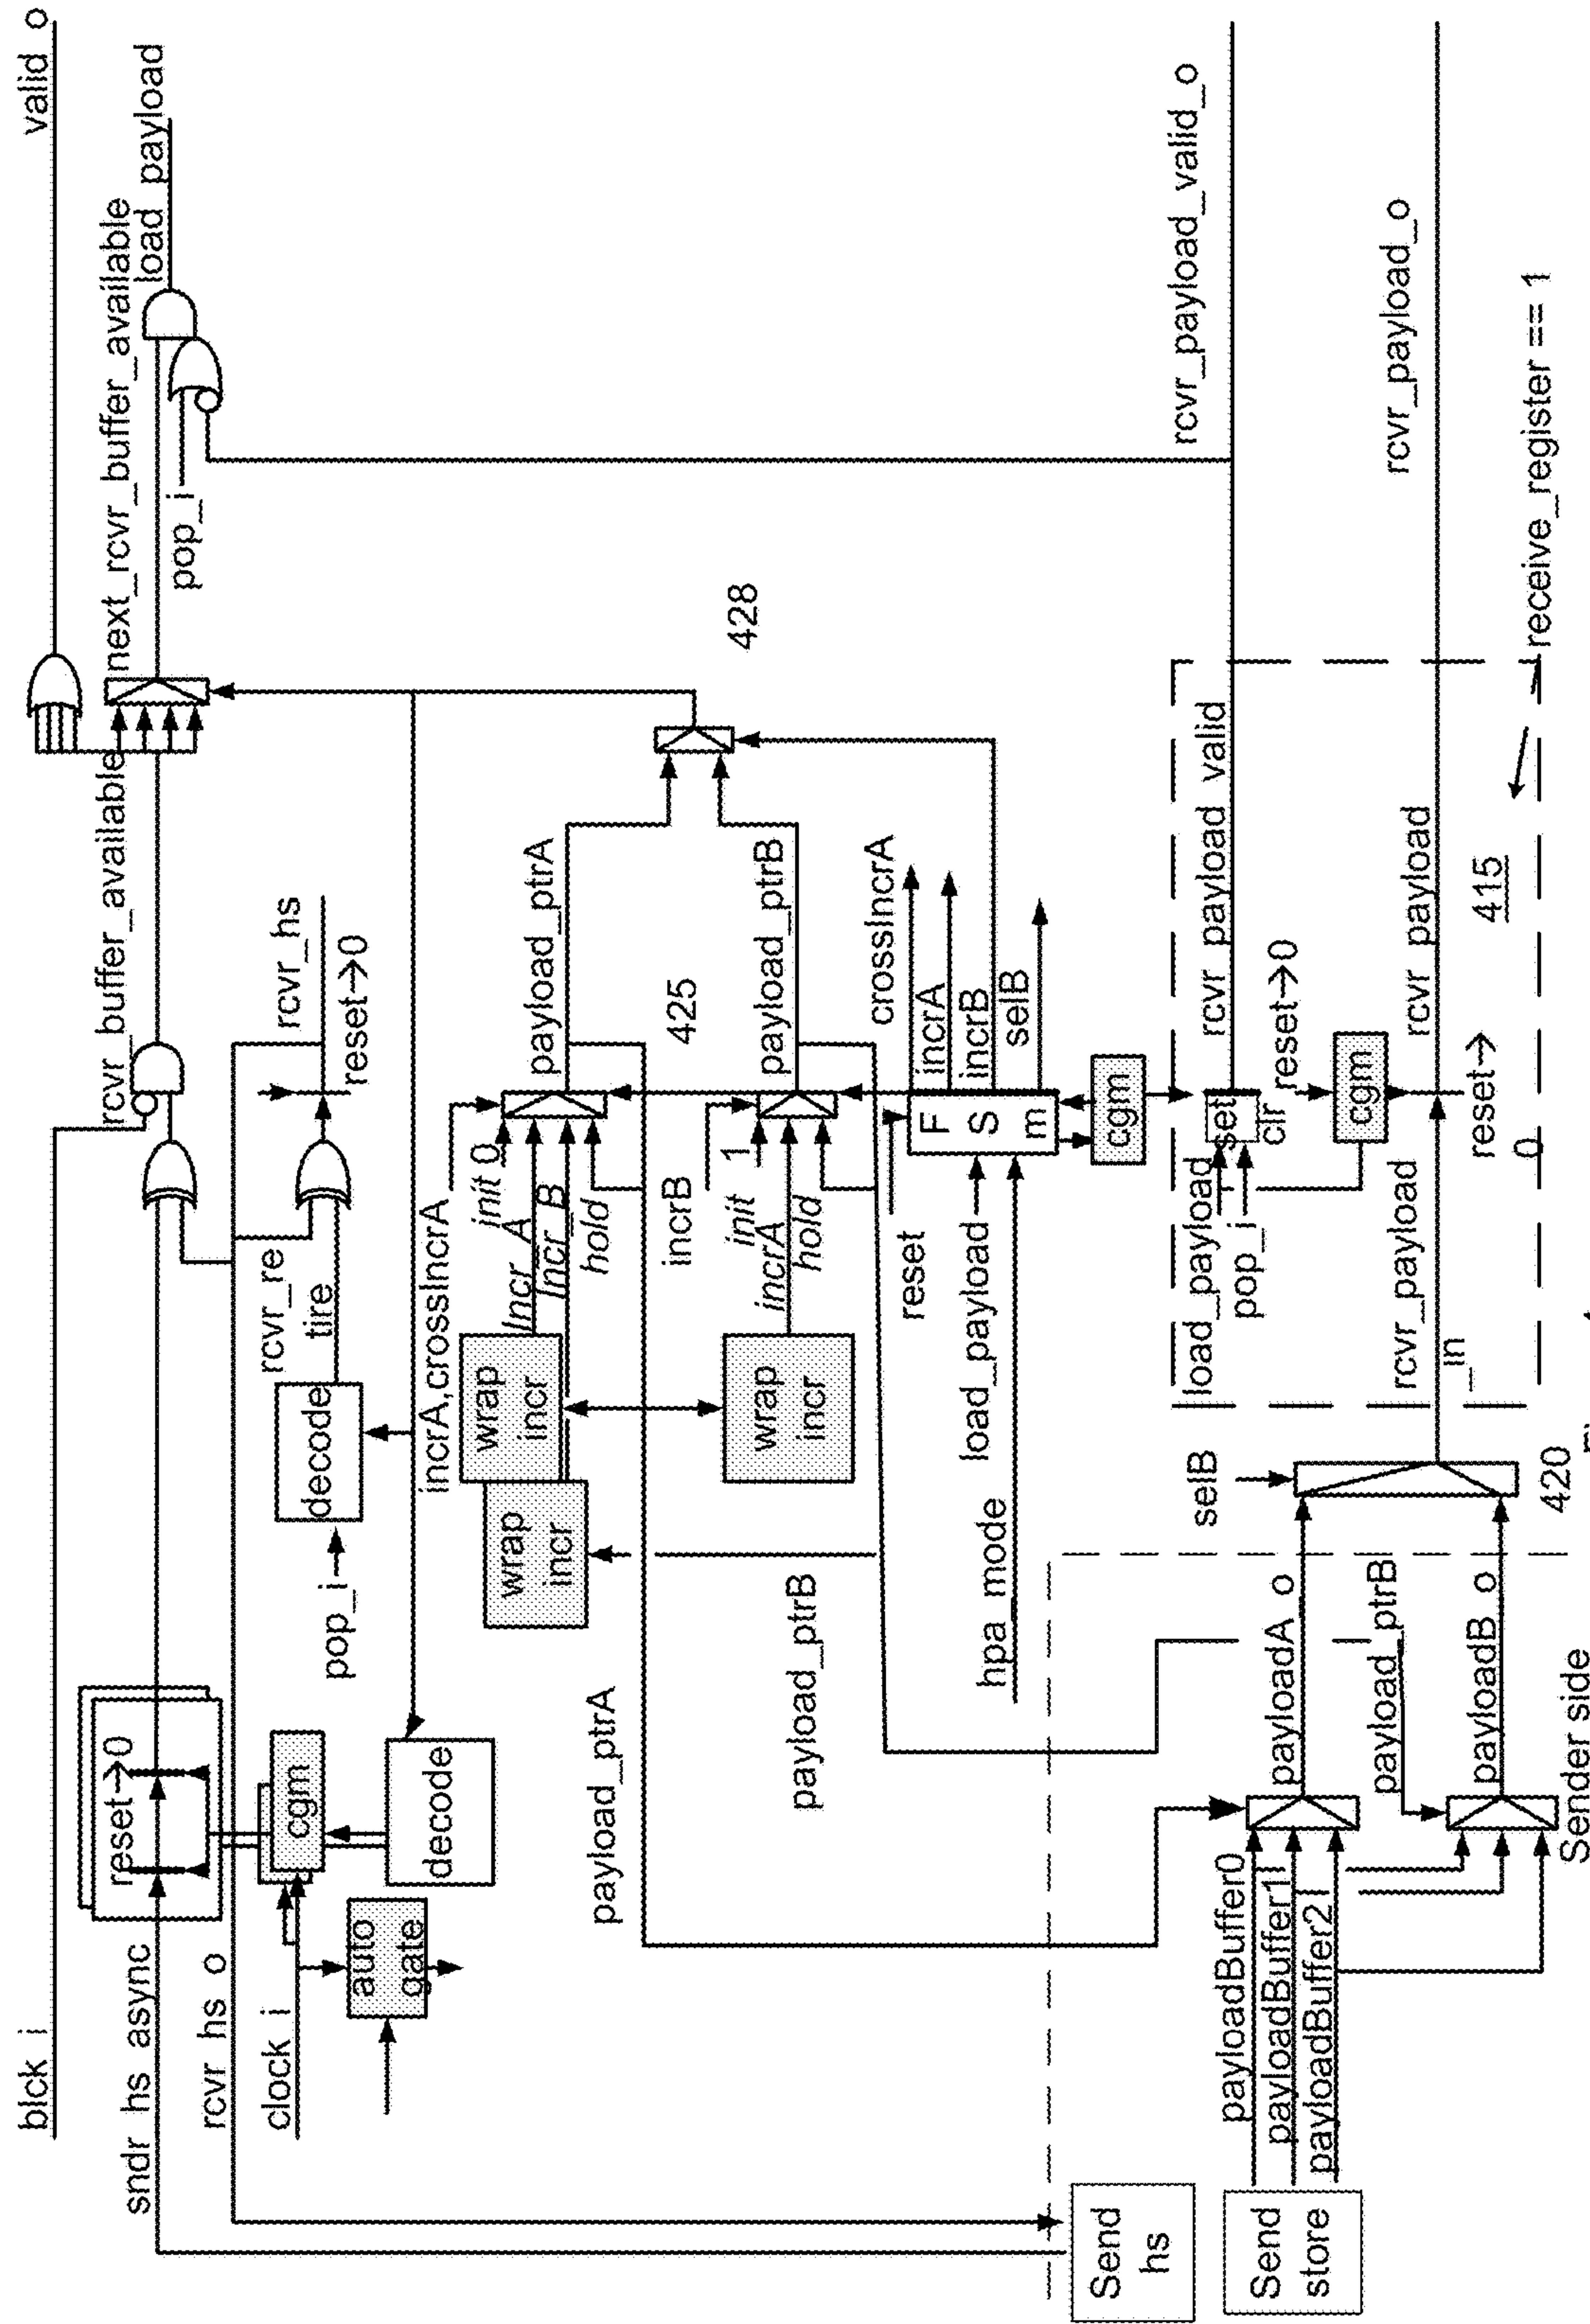 blck_i
valid_o
sndr_hs_async
reset→0
rcvr_buffer_available
next_rcvr_buffer_available
load_payload
pop_i
rcvr_hs_o
clock_i
cgm
auto
gate
decode
pop_i
decode
rcvr_re
tire
rcvr_hs
reset→0
incrA,crossIncrA
init 0
Incr_A
Incr_B
hold
wrap
incr
wrap
incr
payload_ptrA
425
428
incrB
init 1
incrA
hold
wrap
incr
payload_ptrB
payload_ptrA
payload_ptrB
reset
load_payload
hpa_mode
F
S
m
crossIncrA
incrA
incrB
selB
cgm
Send
hs
Send
store
payloadBuffer0
payloadBuffer1
payloadBuffer2
payloadA_o
payload_ptrB
payloadB_o
Sender side
selB
420
load_payload
pop_i
set
clr
reset→0
cgm
rcvr_payload_valid
rcvr_payload_valid_o
rcvr_payload
_in
reset→
0
rcvr_payload
415
rcvr_payload_o
receive_register == 1